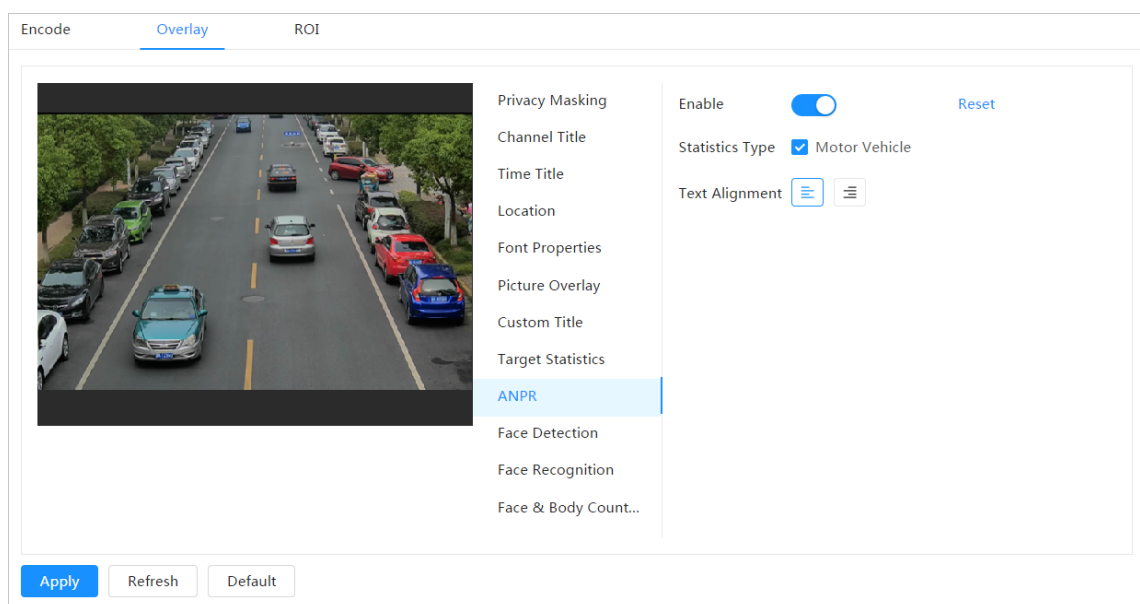 Encode Overlay ROI
Privacy Masking
Channel Title
Time Title
Location
Font Properties
Picture Overlay
Custom Title
Target Statistics
ANPR
Face Detection
Face Recognition
Face & Body Count...
Enable Reset
Statistics Type Motor Vehicle
Text Alignment
Apply Refresh Default